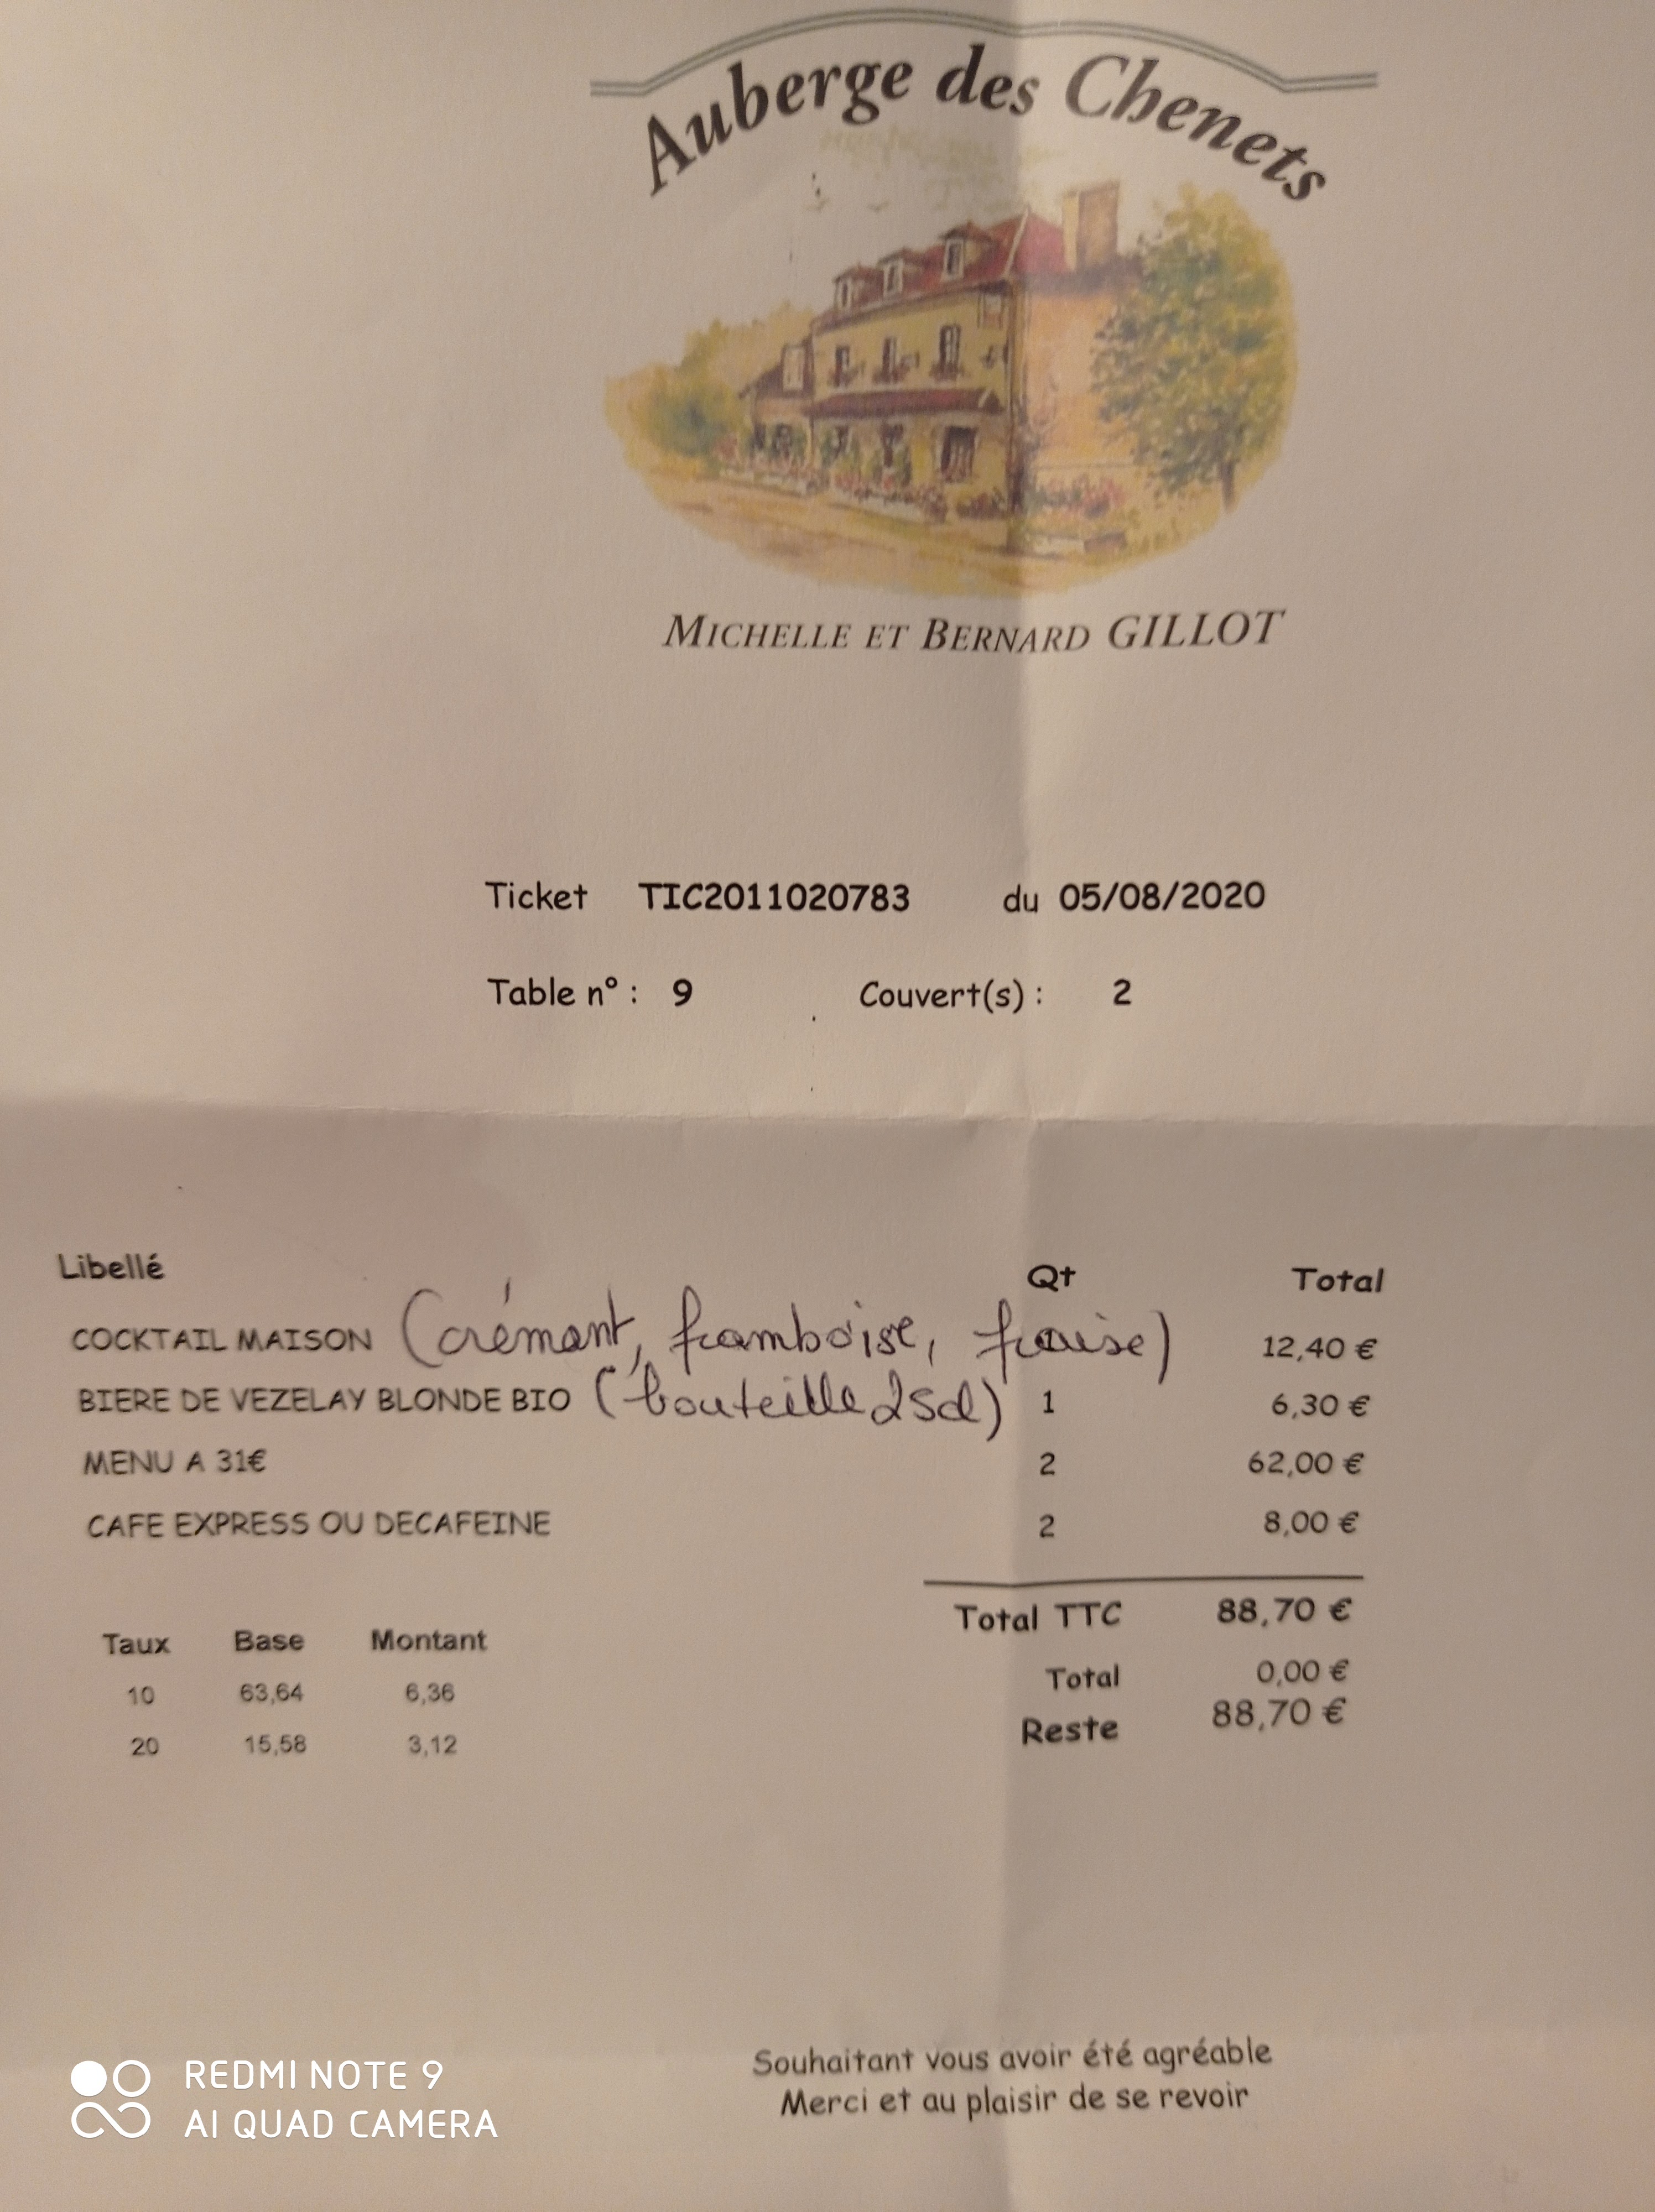 Auberge des Chenets
MICHELLE ET BERNARD GILLOT
Ticket TIC2011020783 du 05/08/2020
Table n° : 9 Couvert(s) : 2
Libellé Qt Total
COCKTAIL MAISON (crémant, framboise, fraise) 12,40 €
BIERE DE VEZELAY BLONDE BIO (bouteille 25cl) 1 6,30 €
MENU A 31€ 2 62,00 €
CAFE EXPRESS OU DECAFEINE 2 8,00 €
Total TTC 88,70 €
Total 0,00 €
Reste 88,70 €
Taux Base Montant
10 63,64 6,36
20 15,58 3,12
Souhaitant vous avoir été agréable
Merci et au plaisir de se revoir
REDMI NOTE 9
AI QUAD CAMERA